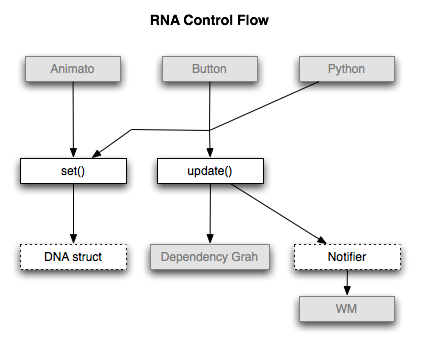 RNA Control Flow
Animato
Button
Python
set()
update()
DNA struct
Dependency Grah
Notifier
WM